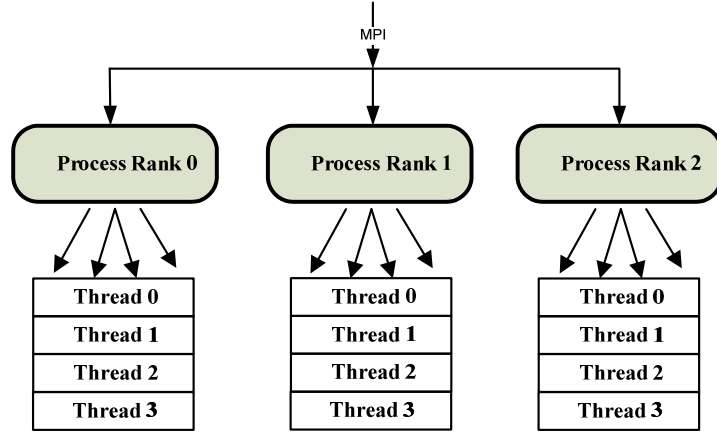 MPI
Process Rank 0
Process Rank 1
Process Rank 2
Thread 0
Thread 1
Thread 2
Thread 3
Thread 0
Thread 1
Thread 2
Thread 3
Thread 0
Thread 1
Thread 2
Thread 3